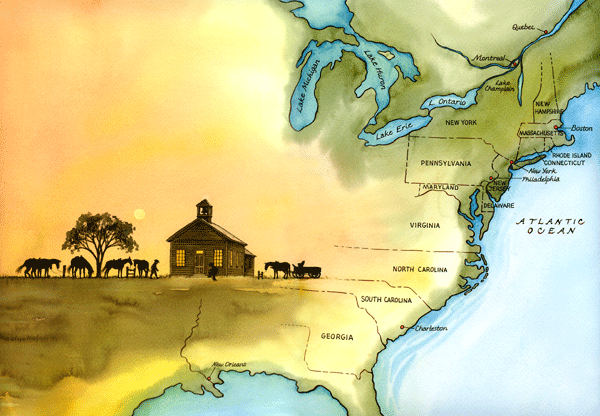 Quebec
Montreal
Lake
Champlain
Lake Michigan
Lake Huron
L. Ontario
Lake Erie
NEW
HAMPSHIRE
NEW YORK
MASSACHUSETTS
Boston
RHODE ISLAND
CONNECTICUT
PENNSYLVANIA
New York
Philadelphia
NEW
JERSEY
MARYLAND
DELAWARE
VIRGINIA
ATLANTIC
OCEAN
NORTH CAROLINA
SOUTH CAROLINA
Charleston
GEORGIA
New Orleans